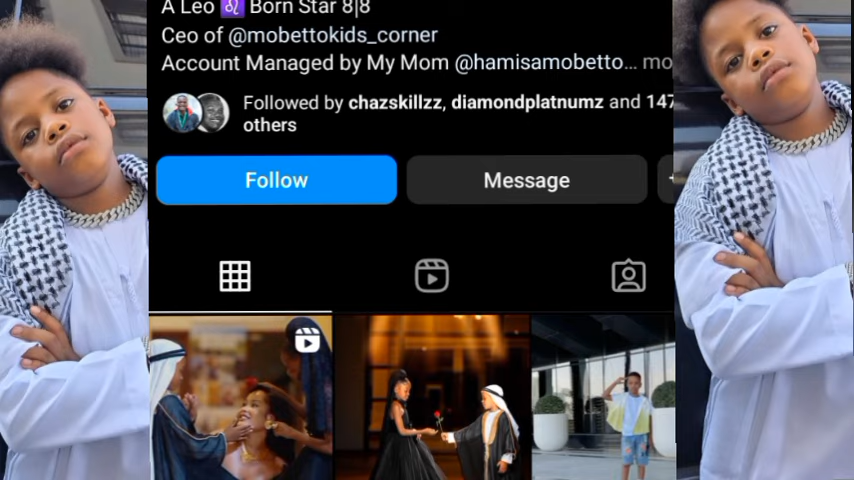 A Leo ♌ Born Star 8|8
Ceo of @mobettokids_corner
Account Managed by My Mom @hamisamobetto... mo
Followed by chazskillzz, diamondplatnumz and 147
others
Follow
Message